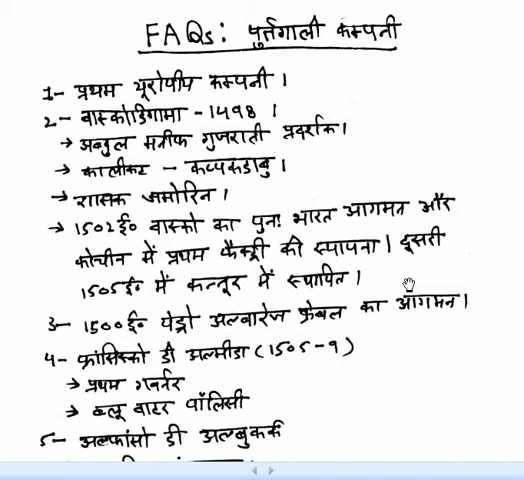 FAQs: पुर्तगाली कम्पनी
1- प्रथम यूरोपीय कम्पनी ।
2- वास्कोडिगामा - 1498 ।
→ अब्दुल मनीफ गुजराती प्रदर्शक।
→ कालीकट - कप्पकडाबु ।
→ शासक जमोरिन ।
→ 1502ई० वास्को का पुनः भारत आगमन और
कोचीन में प्रथम फैक्ट्री की स्थापना । दूसरी
1505ई० में कन्नूर में स्थापित ।
3- 1500ई० पेड्रो अल्वारेज क्रेबल का आगमन ।
4- फ्रांसिस्को डी अल्मीडा (1505-9)
→ प्रथम गवर्नर
→ ब्लू वाटर पॉलिसी
5- अल्फांसो डी अल्बुकर्क